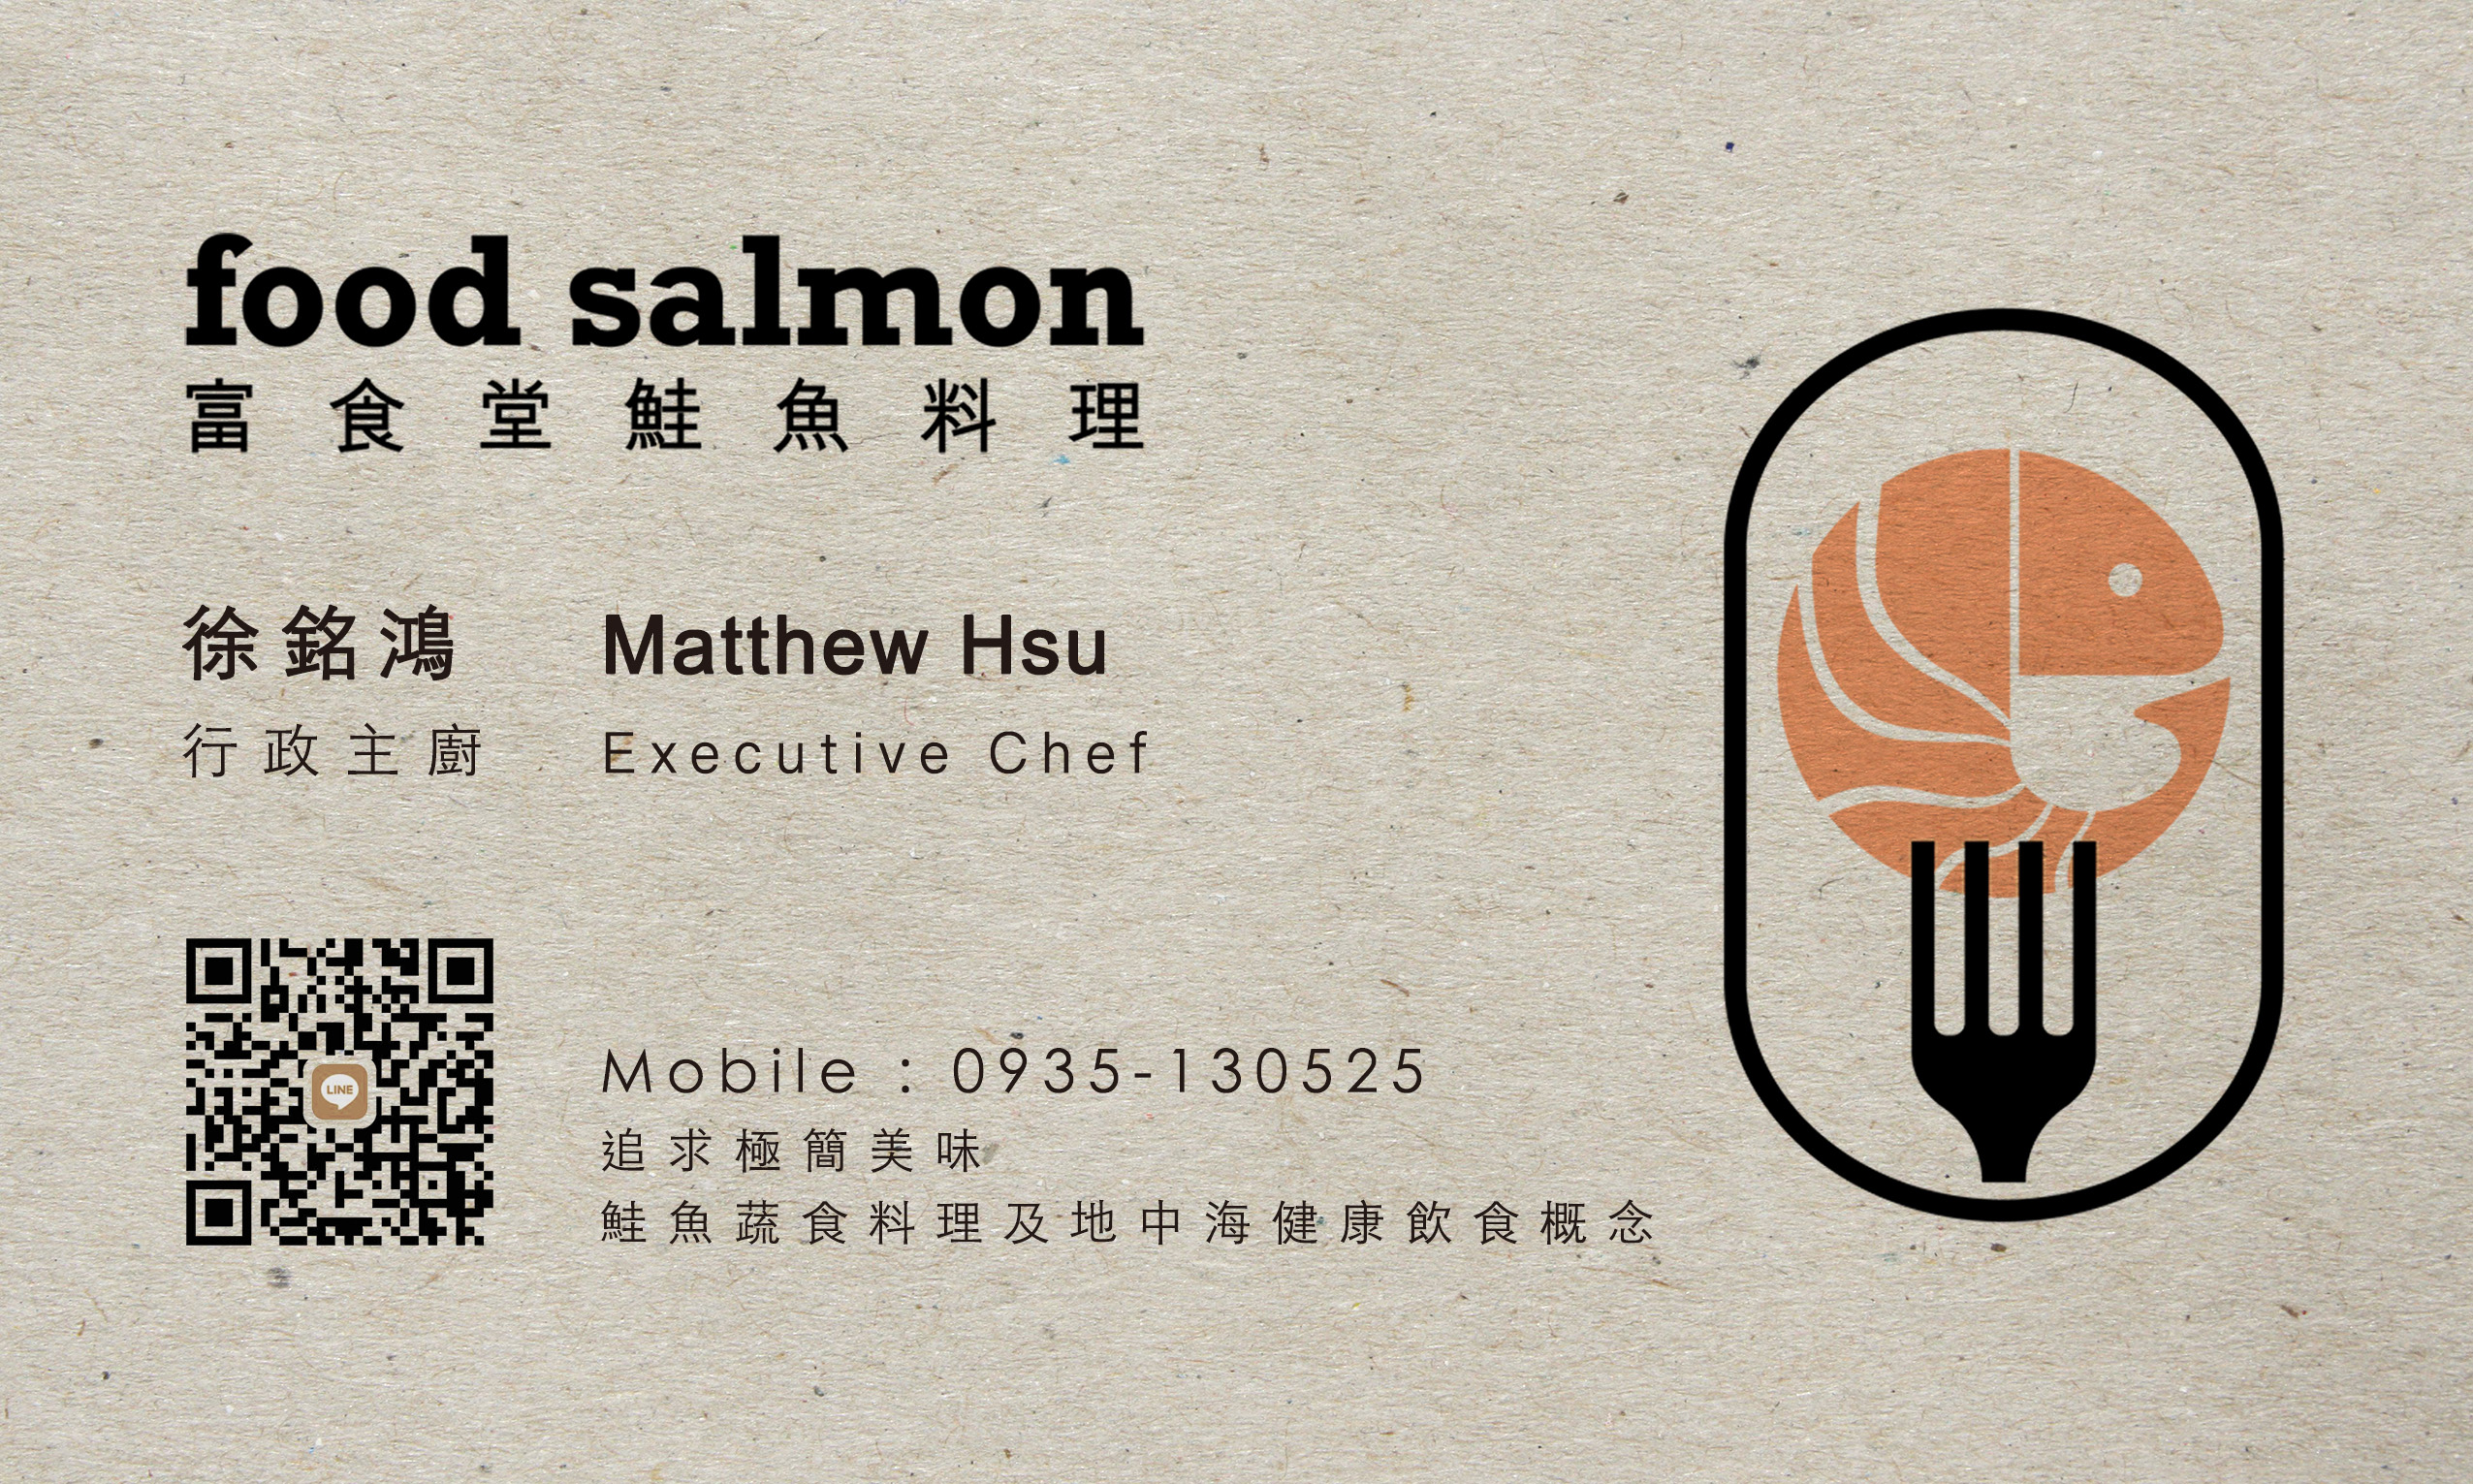 food salmon
富食堂鮭魚料理
徐銘鴻 Matthew Hsu
行政主廚 Executive Chef
LINE
Mobile : 0935-130525
追求極簡美味
鮭魚蔬食料理及地中海健康飲食概念